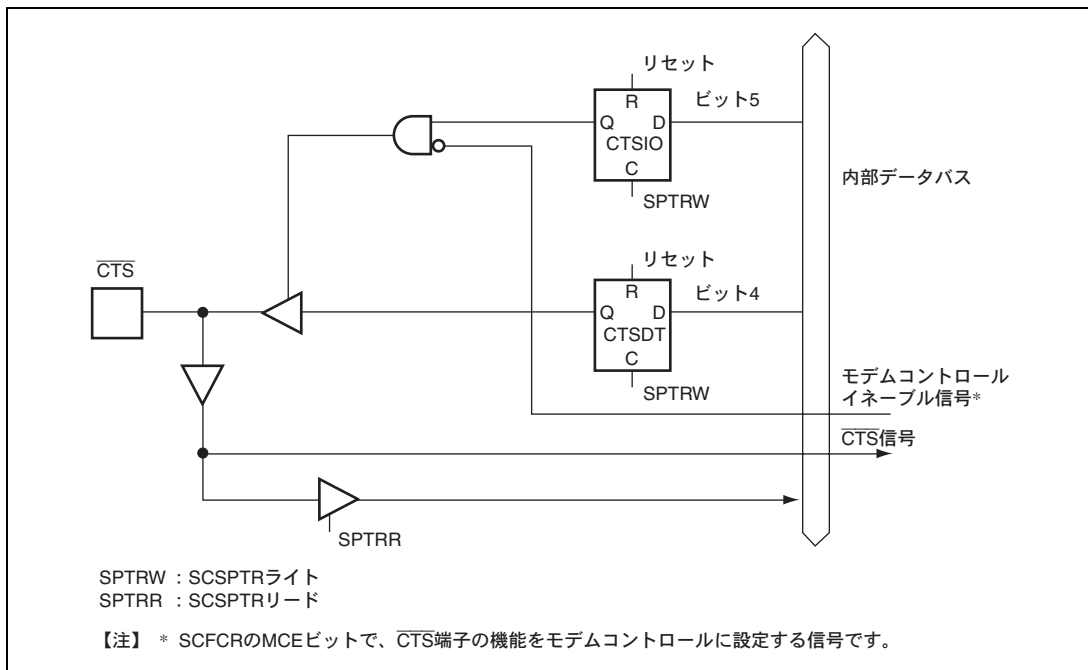 リセット
R
ビット5
Q D
CTSIO
C
SPTRW
内部データバス
CTS
リセット
R
ビット4
Q D
CTSDT
C
SPTRW
モデムコントロール
イネーブル信号*
CTS信号
SPTRR
SPTRW : SCSPTRライト
SPTRR : SCSPTRリード
【注】 * SCFCRのMCEビットで、CTS端子の機能をモデムコントロールに設定する信号です。